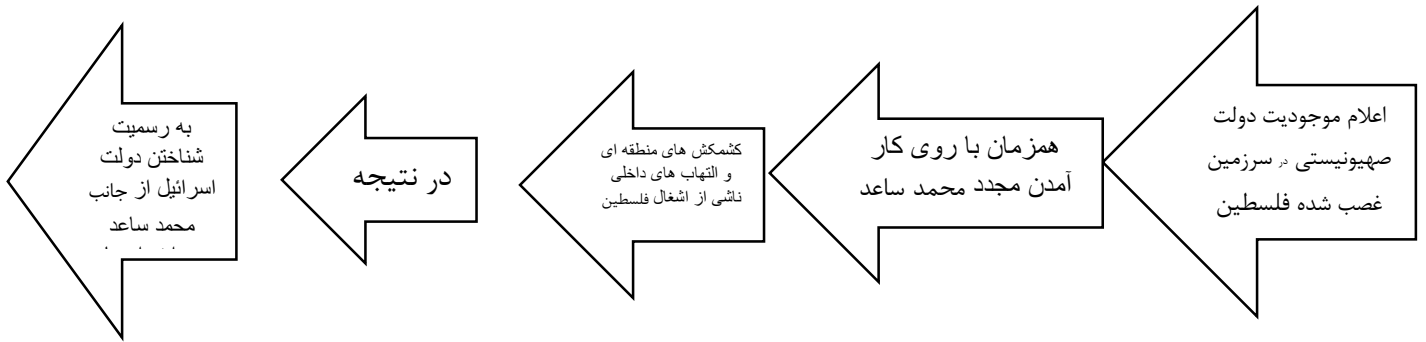 اعلام موجودیت دولت
صهیونیستی در سرزمین
غصب شده فلسطین
همزمان با روی کار
آمدن مجدد محمد ساعد
کشمکش های منطقه ای
و التهاب های داخلی
ناشی از اشغال فلسطین
در نتیجه
به رسمیت
شناختن دولت
اسرائیل از جانب
محمد ساعد